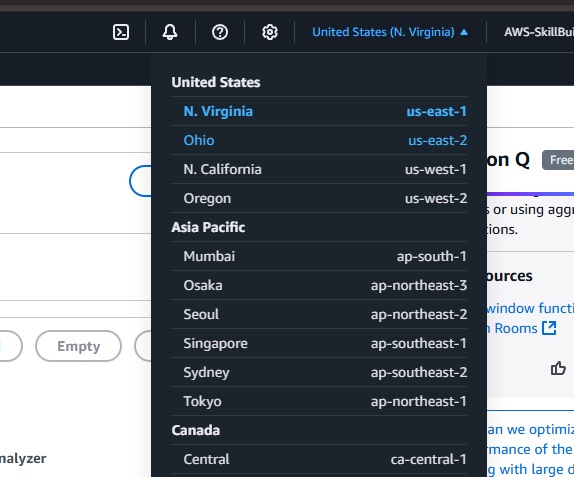 United States (N. Virginia)
AWS-SkillBui
United States
N. Virginia us-east-1
Ohio us-east-2
N. California us-west-1
Oregon us-west-2
Asia Pacific
Mumbai ap-south-1
Osaka ap-northeast-3
Seoul ap-northeast-2
Singapore ap-southeast-1
Sydney ap-southeast-2
Tokyo ap-northeast-1
Canada
Central ca-central-1
Empty
nalyzer
on Q Free
s or using aggr
tions.
ources
window functi
n Rooms
an we optimiz
rmance of the
g with large d